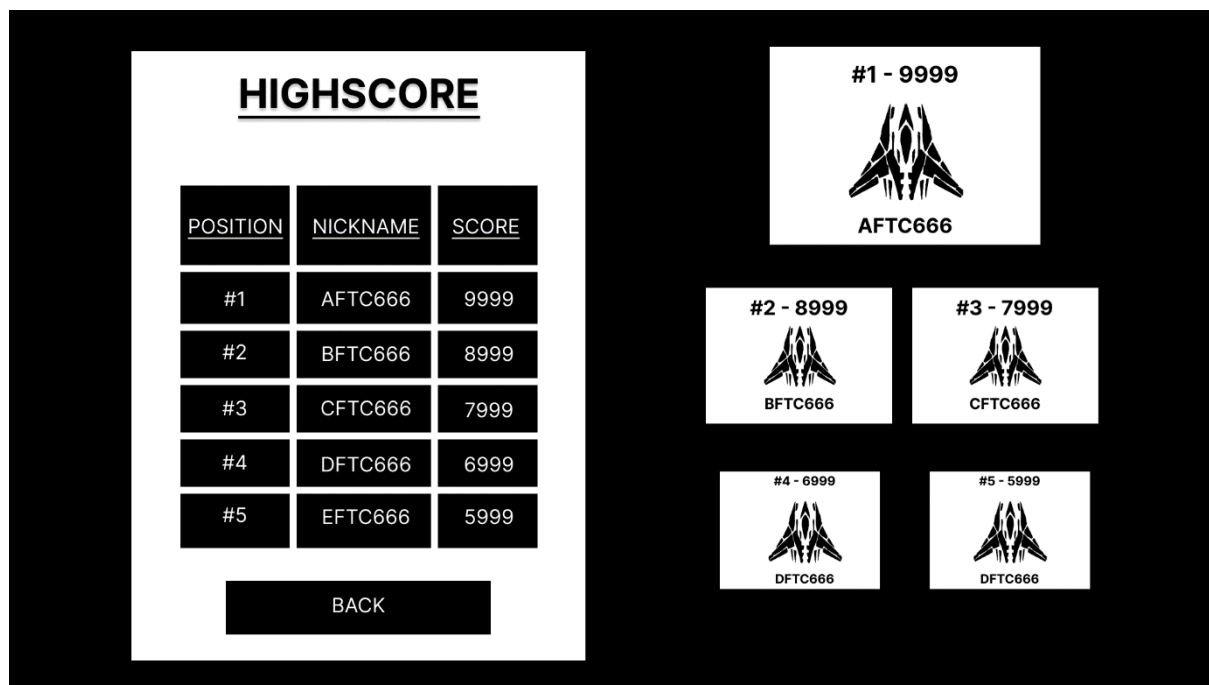 HIGHSCORE
POSITION NICKNAME SCORE
#1 AFTC666 9999
#2 BFTC666 8999
#3 CFTC666 7999
#4 DFTC666 6999
#5 EFTC666 5999
BACK
#1 - 9999
AFTC666
#2 - 8999
BFTC666
#3 - 7999
CFTC666
#4 - 6999
DFTC666
#5 - 5999
DFTC666